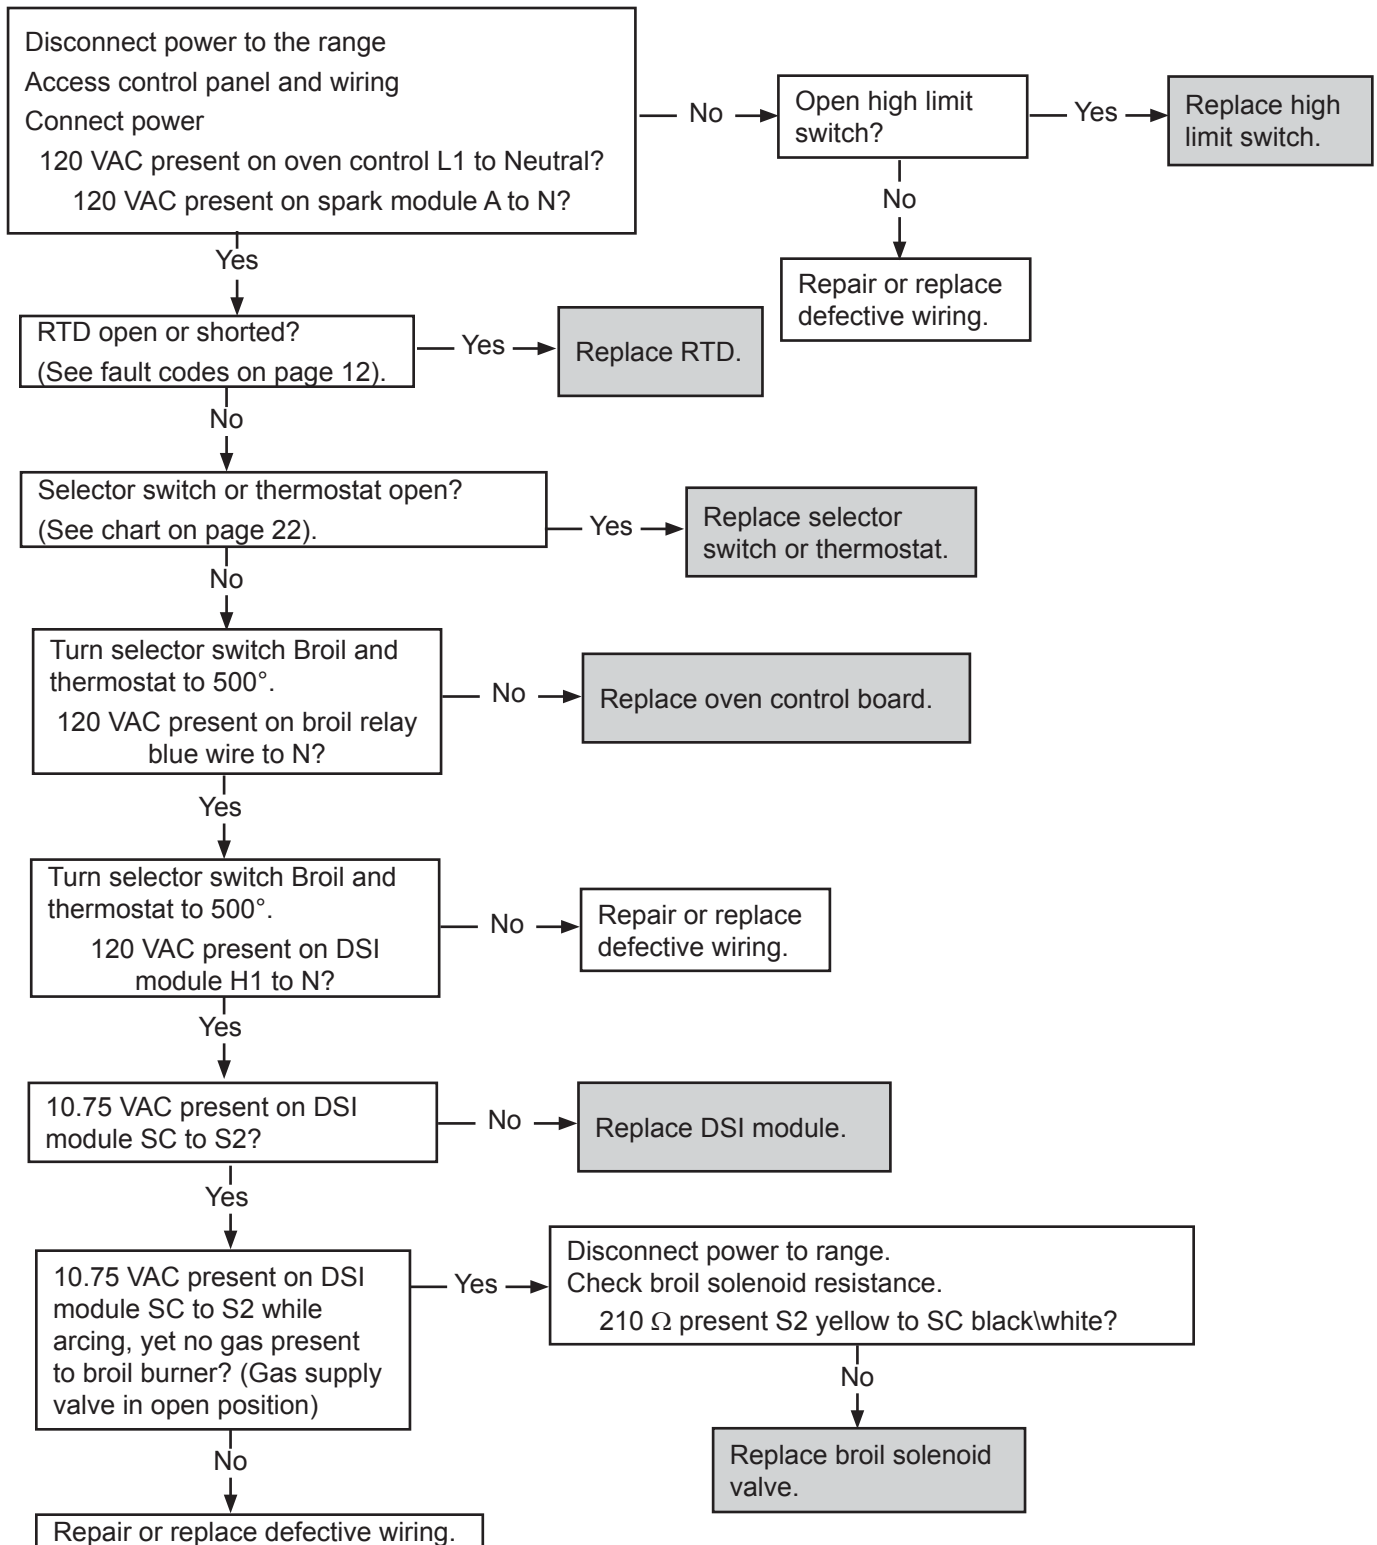 Disconnect power to the range
Access control panel and wiring
Connect power
120 VAC present on oven control L1 to Neutral?
120 VAC present on spark module A to N?
No
Open high limit
switch?
Yes
Replace high
limit switch.
No
Repair or replace
defective wiring.
Yes
RTD open or shorted?
(See fault codes on page 12).
Yes
Replace RTD.
No
Selector switch or thermostat open?
(See chart on page 22).
Yes
Replace selector
switch or thermostat.
No
Turn selector switch Broil and
thermostat to 500°.
120 VAC present on broil relay
blue wire to N?
No
Replace oven control board.
Yes
Turn selector switch Broil and
thermostat to 500°.
120 VAC present on DSI
module H1 to N?
No
Repair or replace
defective wiring.
Yes
10.75 VAC present on DSI
module SC to S2?
No
Replace DSI module.
Yes
10.75 VAC present on DSI
module SC to S2 while
arcing, yet no gas present
to broil burner? (Gas supply
valve in open position)
Yes
Disconnect power to range.
Check broil solenoid resistance.
210 Ω present S2 yellow to SC black\white?
No
Replace broil solenoid
valve.
No
Repair or replace defective wiring.